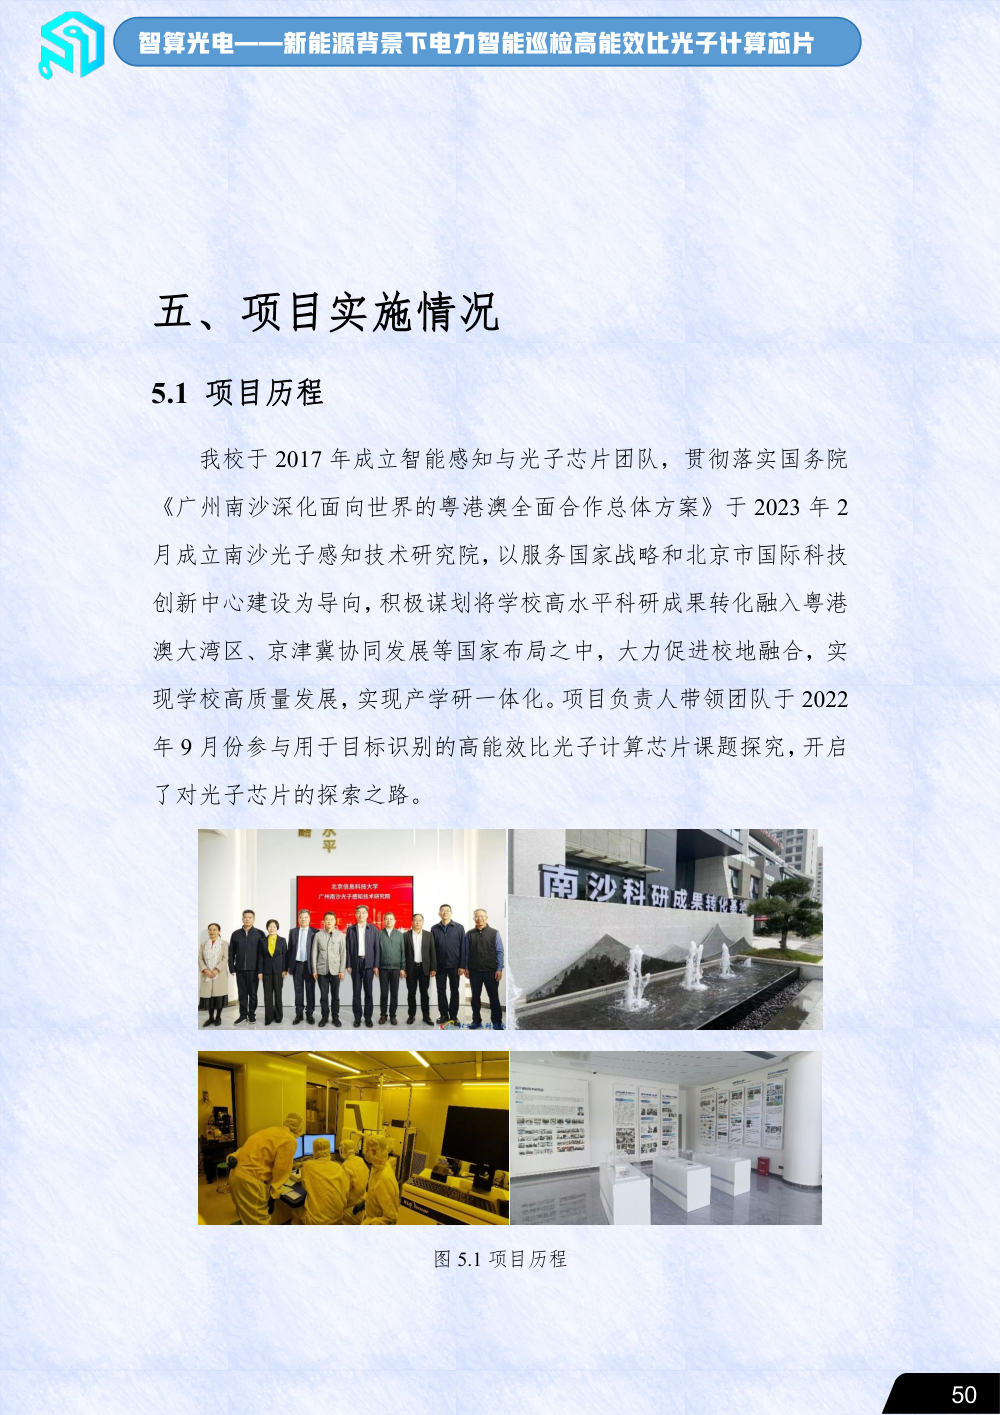 智算光电——新能源背景下电力智能巡检高能效比光子计算芯片
五、项目实施情况
5.1 项目历程
我校于 2017 年成立智能感知与光子芯片团队，贯彻落实国务院
《广州南沙深化面向世界的粤港澳全面合作总体方案》于 2023 年 2
月成立南沙光子感知技术研究院，以服务国家战略和北京市国际科技
创新中心建设为导向，积极谋划将学校高水平科研成果转化融入粤港
澳大湾区、京津冀协同发展等国家布局之中，大力促进校地融合，实
现学校高质量发展，实现产学研一体化。项目负责人带领团队于 2022
年 9 月份参与用于目标识别的高能效比光子计算芯片课题探究，开启
了对光子芯片的探索之路。
水平
北京信息科技大学
广州南沙光子感知技术研究院
南沙科研成果转化基
图 5.1 项目历程
50